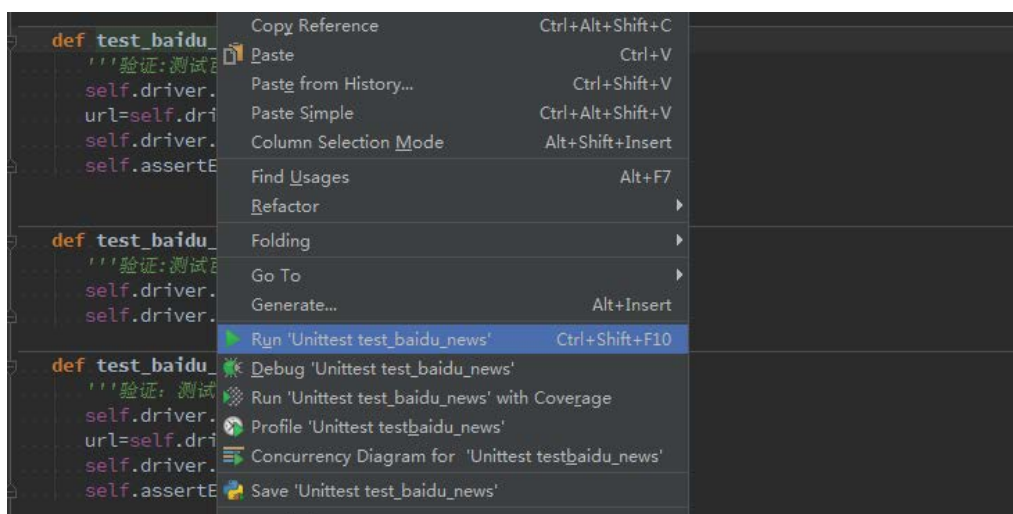 def test_baidu_
'''验证:测试百
self.driver.
url=self.dri
self.driver.
self.assertE
def test_baidu_
'''验证:测试百
self.driver.
self.driver.
def test_baidu_
'''验证: 测试
self.driver.
url=self.dri
self.driver.
self.assertE
Copy Reference Ctrl+Alt+Shift+C
Paste Ctrl+V
Paste from History... Ctrl+Shift+V
Paste Simple Ctrl+Alt+Shift+V
Column Selection Mode Alt+Shift+Insert
Find Usages Alt+F7
Refactor
Folding
Go To
Generate... Alt+Insert
Run 'Unittest test_baidu_news' Ctrl+Shift+F10
Debug 'Unittest test_baidu_news'
Run 'Unittest test_baidu_news' with Coverage
Profile 'Unittest testbaidu_news'
Concurrency Diagram for 'Unittest testbaidu_news'
Save 'Unittest test_baidu_news'